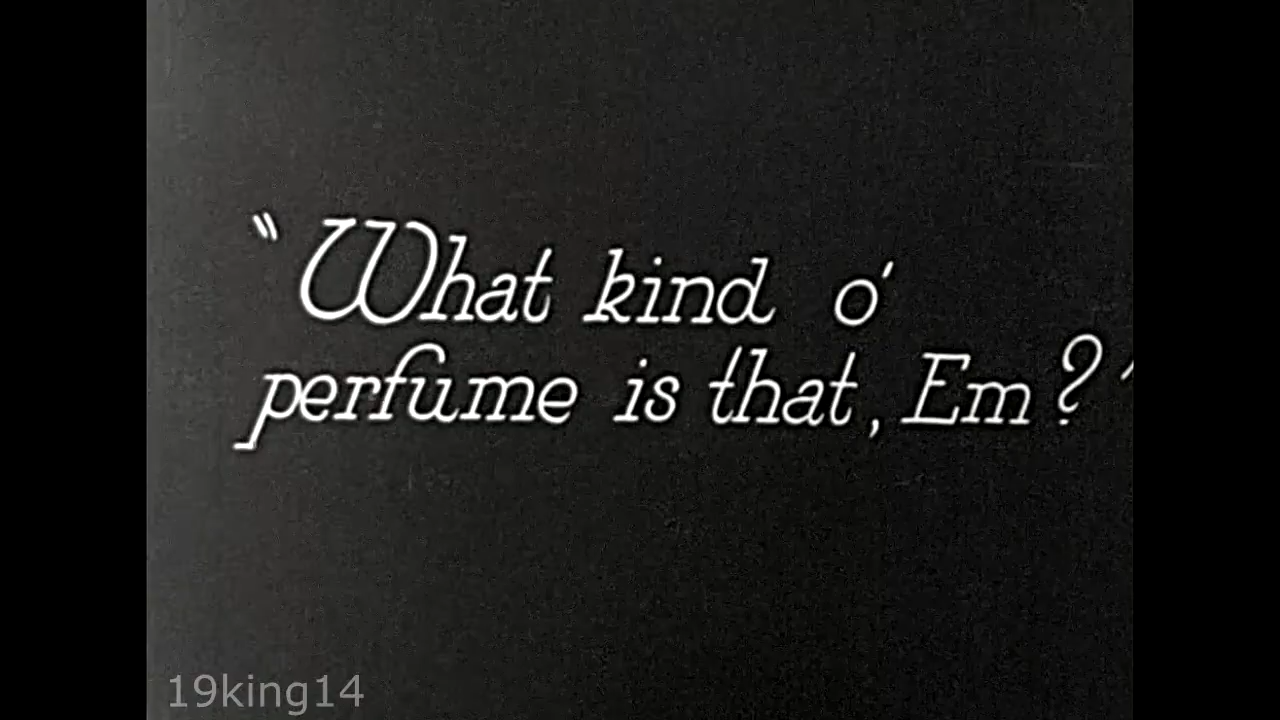 "What kind o'
perfume is that, Em?"
19king14